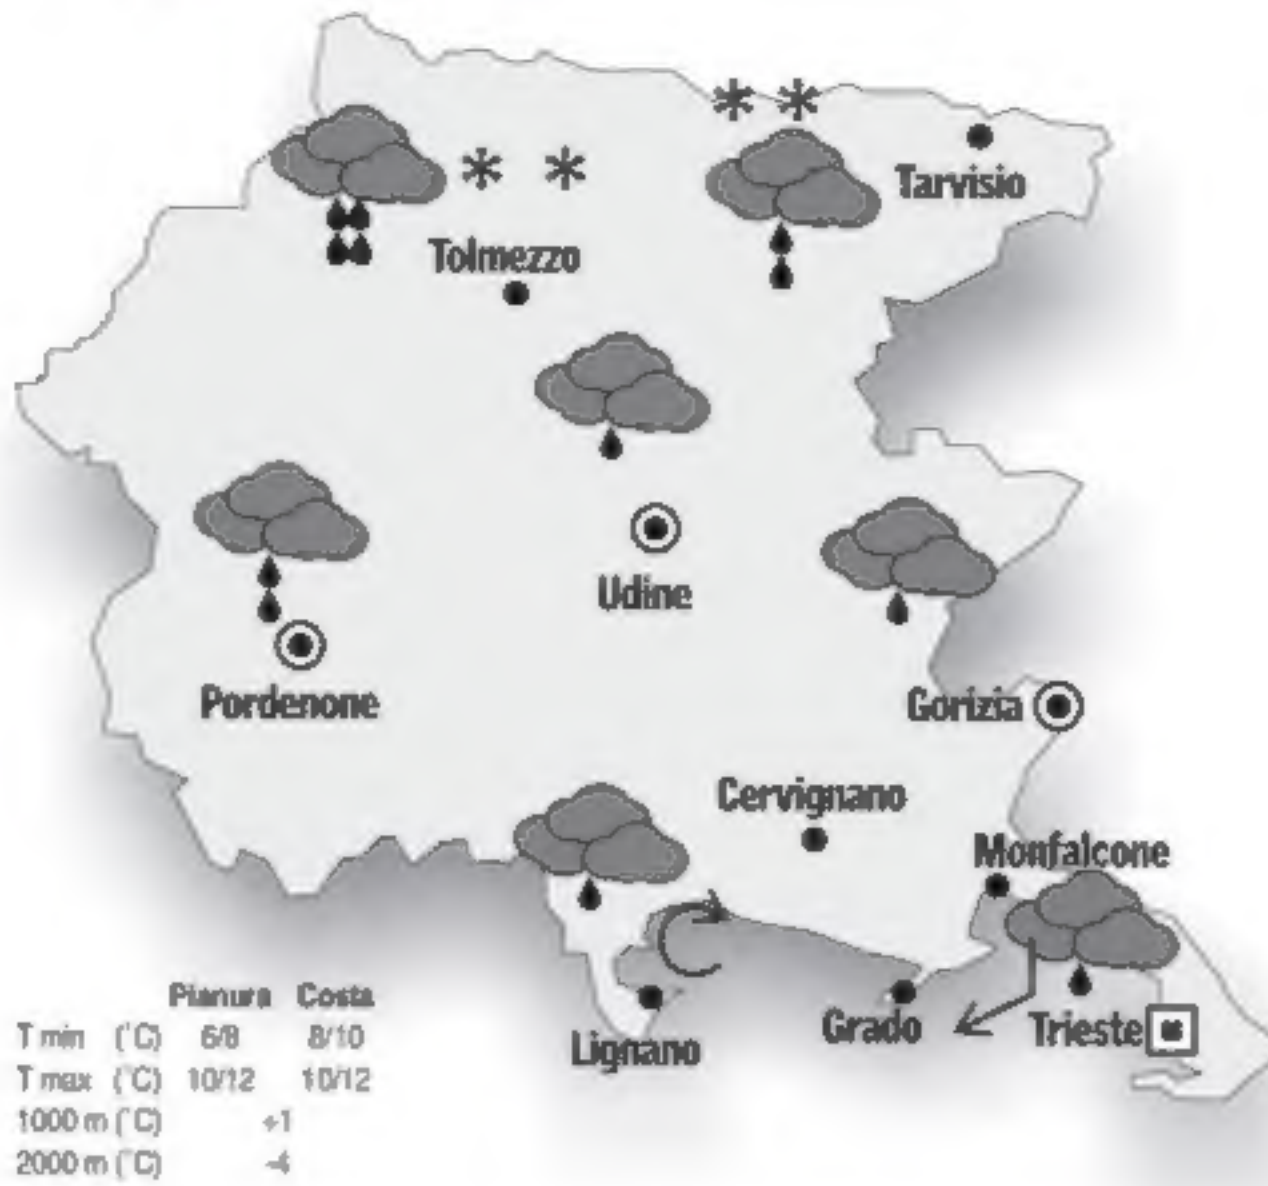 Tarvisio
Tolmezzo
Udine
Pordenone
Gorizia
Cervignano
Monfalcone
Grado
Trieste
Lignano
Pianura Costa
T min (°C) 6/8 8/10
T max (°C) 10/12 10/12
1000 m (°C) +1
2000 m (°C) -4